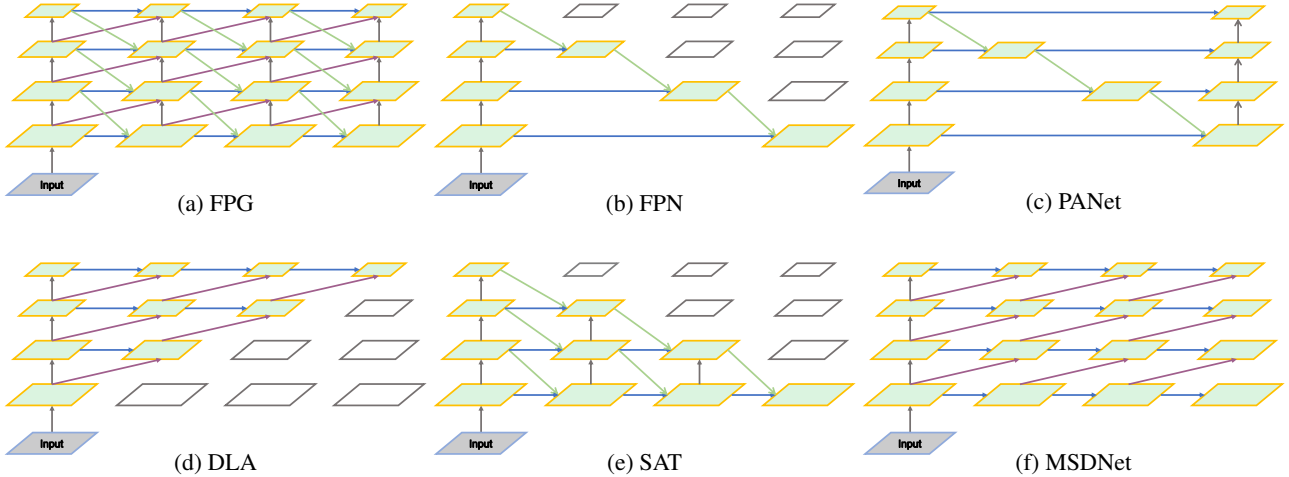 Input
(a) FPG
(b) FPN
Input
(c) PANet
Input
(d) DLA
Input
(e) SAT
Input
(f) MSDNet
Input